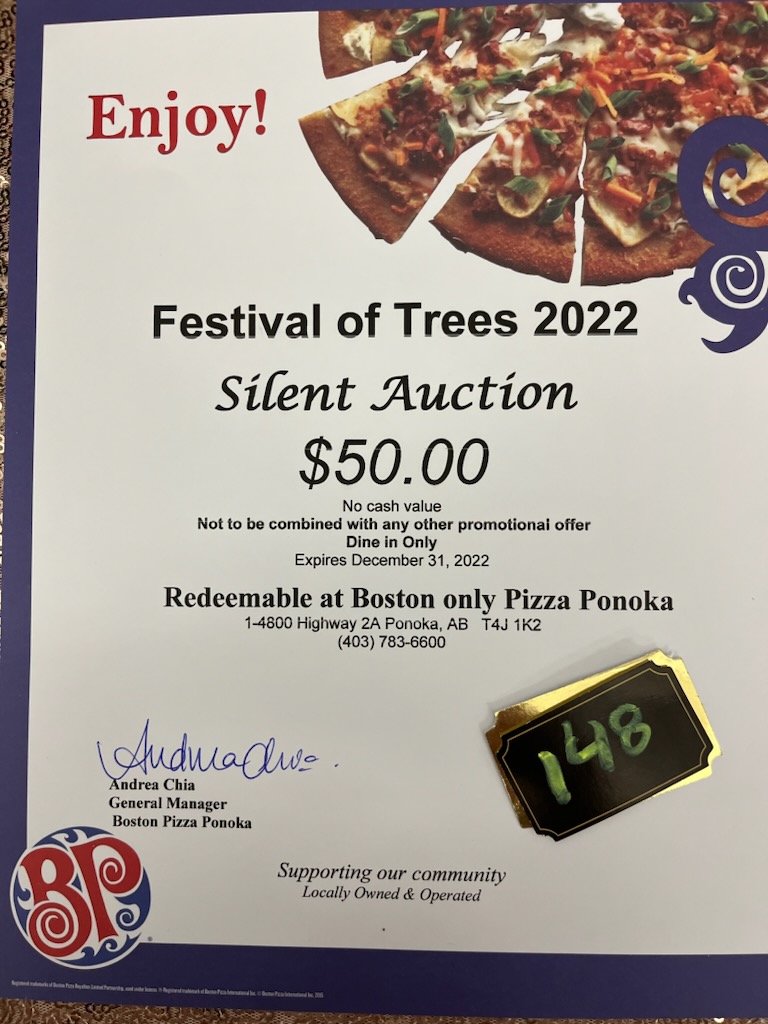 Enjoy!
Festival of Trees 2022
Silent Auction
$50.00
No cash value
Not to be combined with any other promotional offer
Dine in Only
Expires December 31, 2022
Redeemable at Boston only Pizza Ponoka
1-4800 Highway 2A Ponoka, AB T4J 1K2
(403) 783-6600
148
Andrea Chia
Andrea Chia
General Manager
Boston Pizza Ponoka
BP
Supporting our community
Locally Owned & Operated